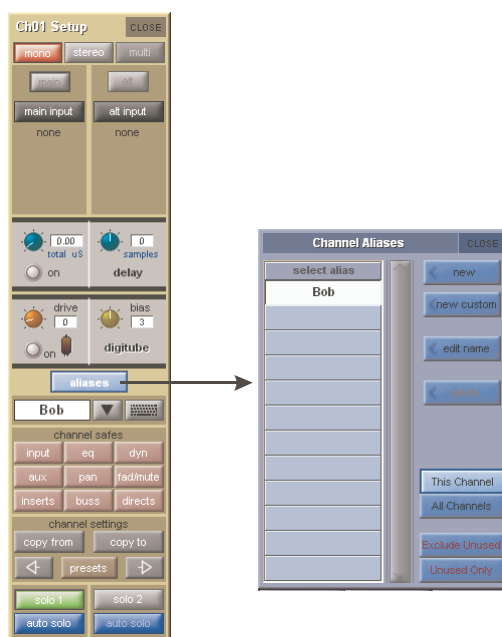 Ch01 Setup CLOSE
mono stereo multi
main alt
main input alt input
none none
0.00 0
total uS samples
on delay
drive bias
0 3
on digitube
aliases
Bob
channel safes
input eq dyn
aux pan fad/mute
inserts buss directs
channel settings
copy from copy to
presets
solo 1 solo 2
auto solo auto solo
Channel Aliases CLOSE
select alias
Bob
new
new custom
edit name
This Channel
All Channels
Exclude Unused
Unused Only